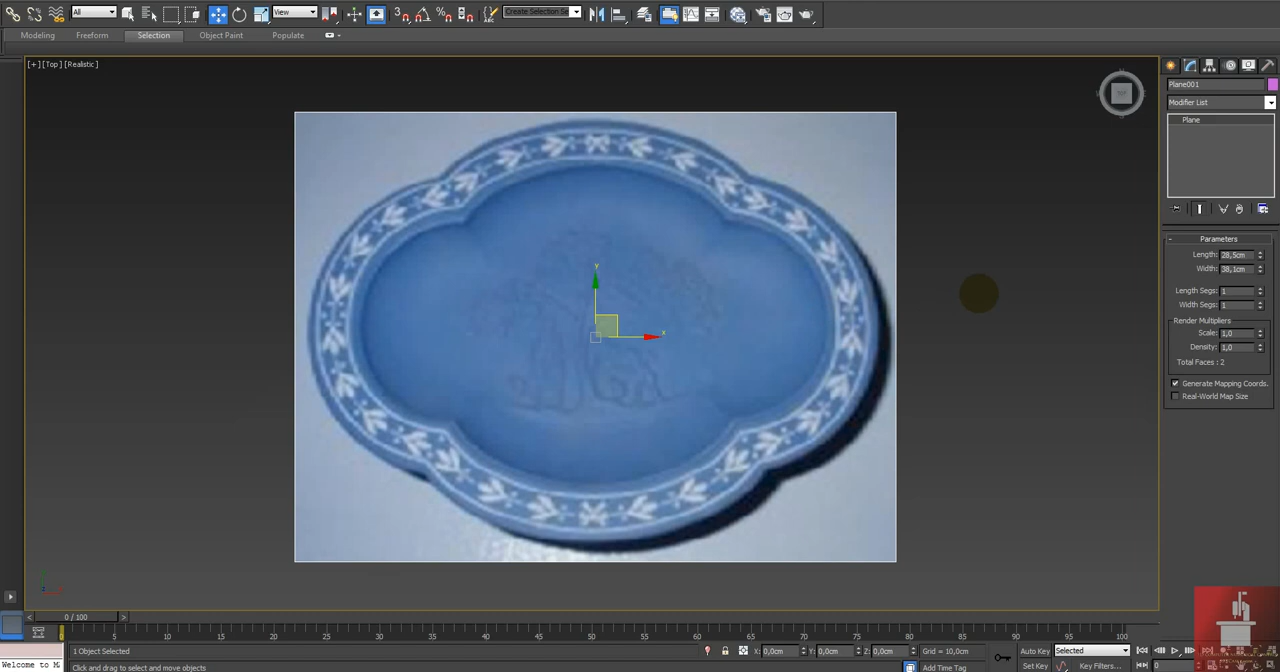 All
View
Create Selection Se
Modeling
Freeform
Selection
Object Paint
Populate
[+] [Top] [Realistic ]
Plane001
Modifier List
Plane
- Parameters
Length: 28,5cm
Width: 38,1cm
Length Segs: 1
Width Segs: 1
Render Multipliers
Scale: 1,0
Density: 1,0
Total Faces : 2
Generate Mapping Coords.
Real-World Map Size
y
x
< 0 / 100 >
0 5 10 15 20 25 30 35 40 45 50 55 60 65 70 75 80 85 90 95 100
1 Object Selected
X: 0,0cm Y: 0,0cm Z: 0,0cm
Grid = 10,0cm
Auto Key
Selected
Welcome to M
Click and drag to select and move objects
Add Time Tag
Set Key
Key Filters...
0